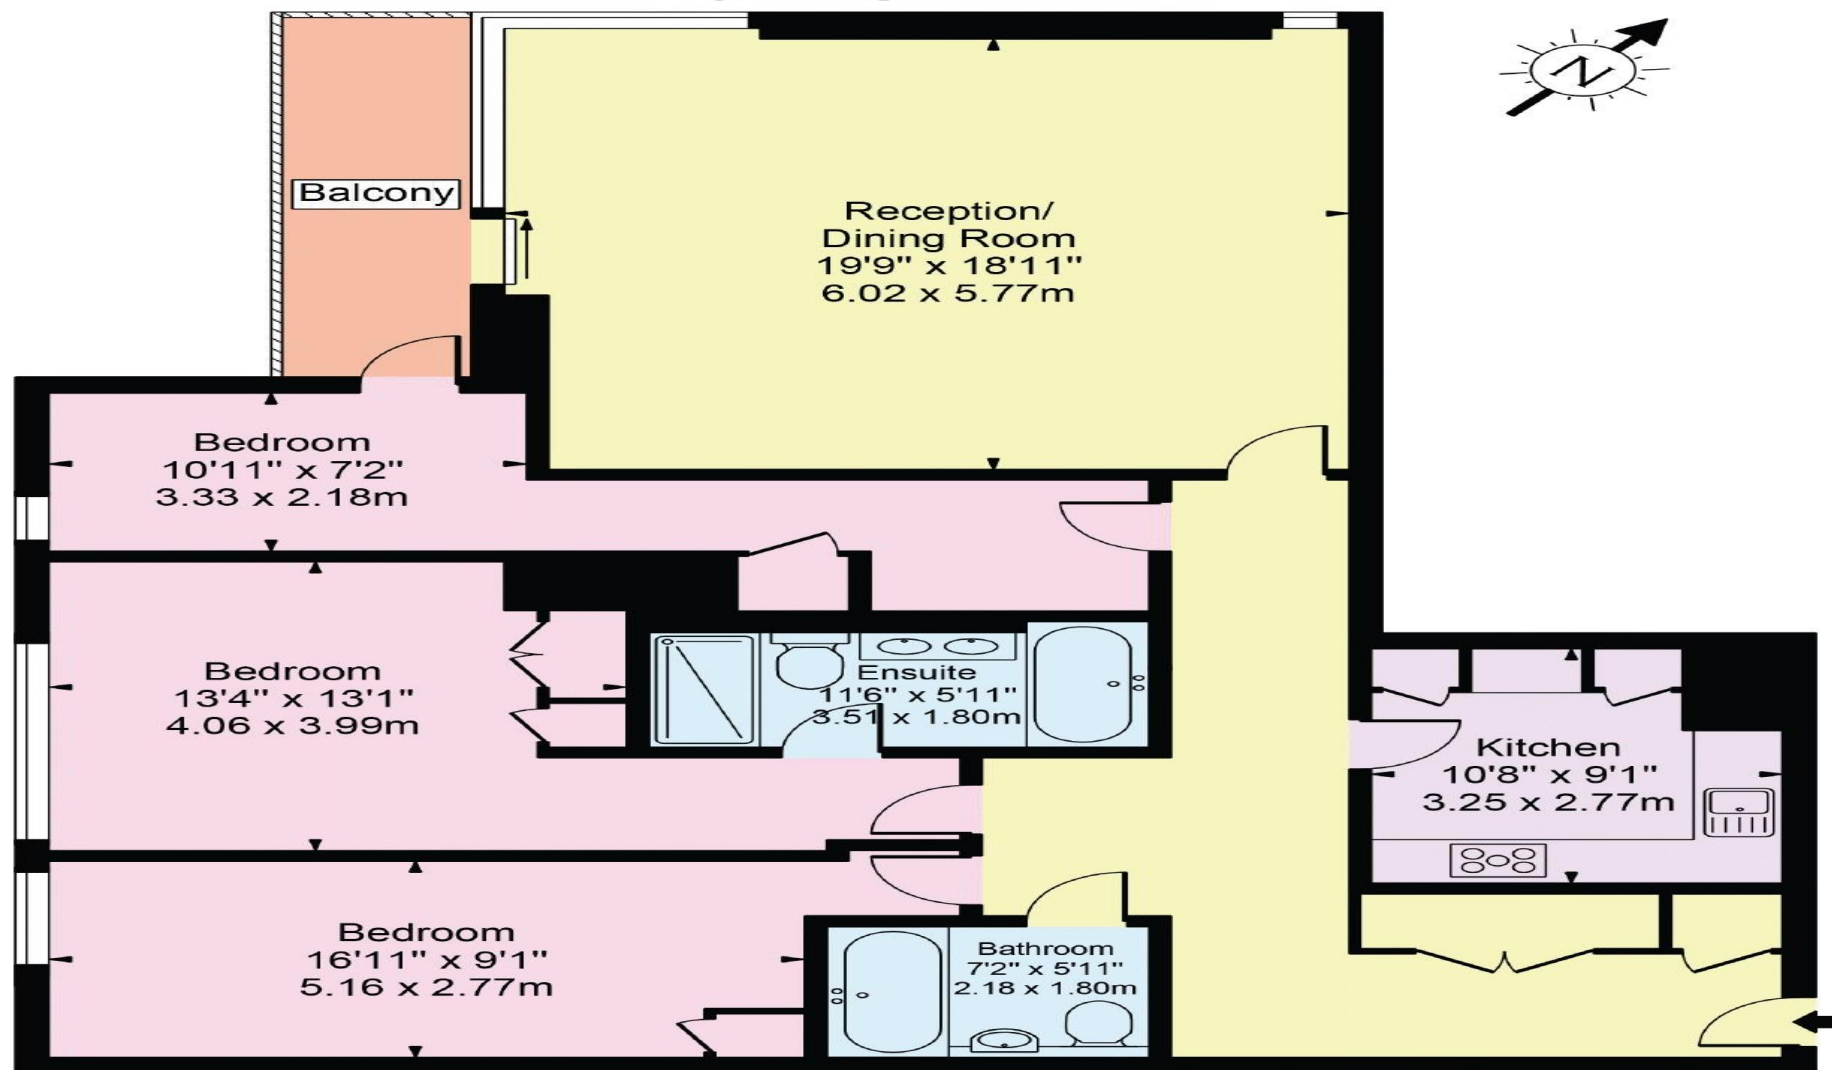 N
Balcony
Reception/
Dining Room
19'9" x 18'11"
6.02 x 5.77m
Bedroom
10'11" x 7'2"
3.33 x 2.18m
Bedroom
13'4" x 13'1"
4.06 x 3.99m
Ensuite
11'6" x 5'11"
3.51 x 1.80m
Kitchen
10'8" x 9'1"
3.25 x 2.77m
Bedroom
16'11" x 9'1"
5.16 x 2.77m
Bathroom
7'2" x 5'11"
2.18 x 1.80m